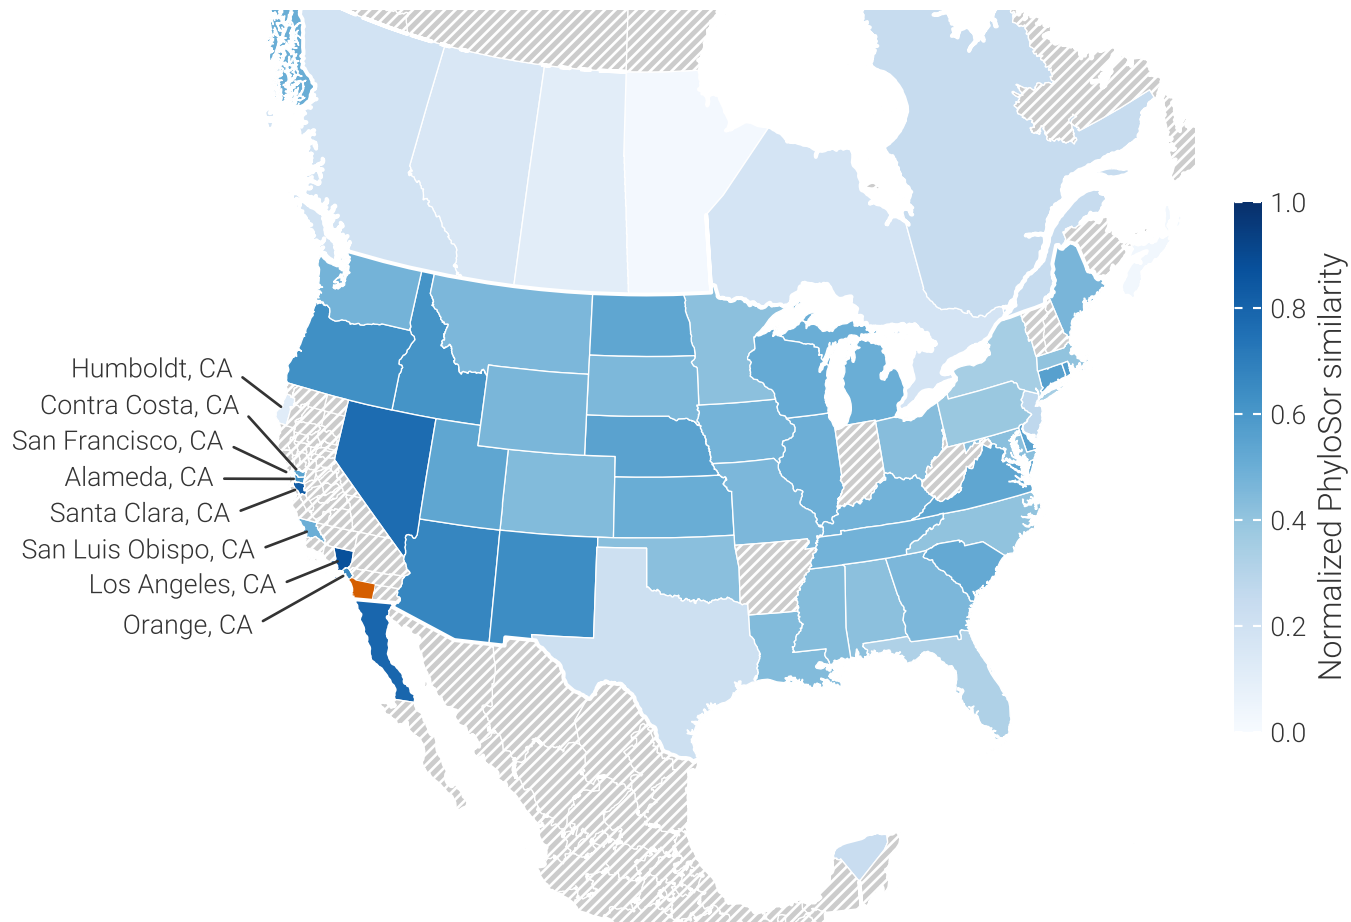 Humboldt, CA
Contra Costa, CA
San Francisco, CA
Alameda, CA
Santa Clara, CA
San Luis Obispo, CA
Los Angeles, CA
Orange, CA
1.0
0.8
0.6
0.4
0.2
0.0
Normalized PhyloSor similarity